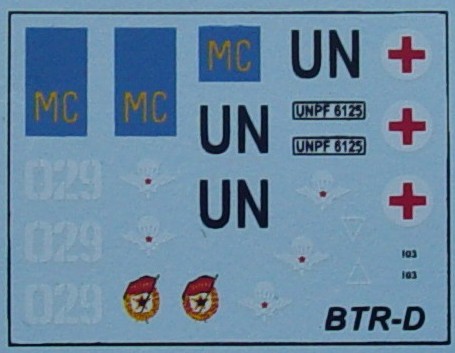 MC MC MC UN
UN UNPF 6125
UNPF 6125
029
UN
029
103
103
029
BTR-D